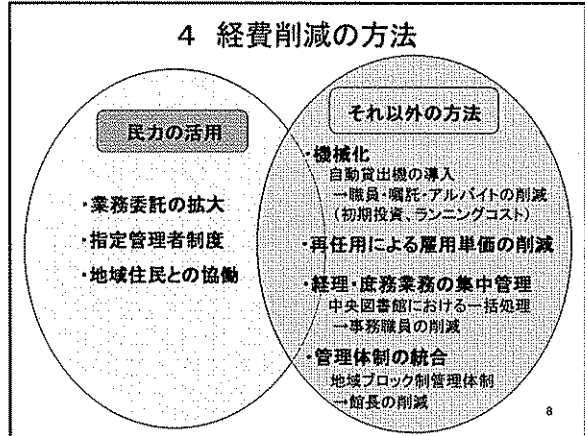 4 経費削減の方法
民力の活用
・業務委託の拡大
・指定管理者制度
・地域住民との協働
それ以外の方法
・機械化
自動貸出機の導入
→職員・嘱託・アルバイトの削減
(初期投資、ランニングコスト)
・再任用による雇用単価の削減
・経理・庶務業務の集中管理
中央図書館における一括処理
→事務職員の削減
・管理体制の統合
地域ブロック制管理体制
→館長の削減
8